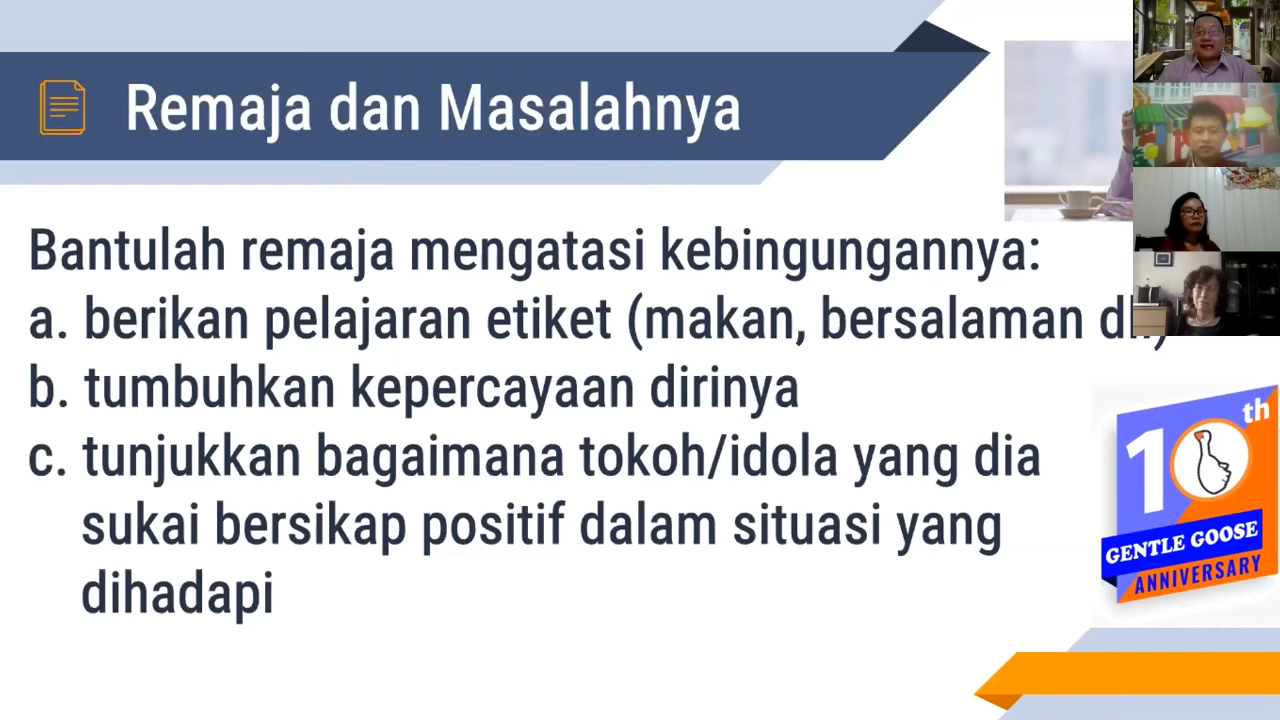 Remaja dan Masalahnya
Bantulah remaja mengatasi kebingungannya:
a. berikan pelajaran etiket (makan, bersalaman
b. tumbuhkan kepercayaan dirinya
c. tunjukkan bagaimana tokoh/idola yang dia
sukai bersikap positif dalam situasi yang
dihadapi
10th
GENTLE GOOSE
ANNIVERSARY